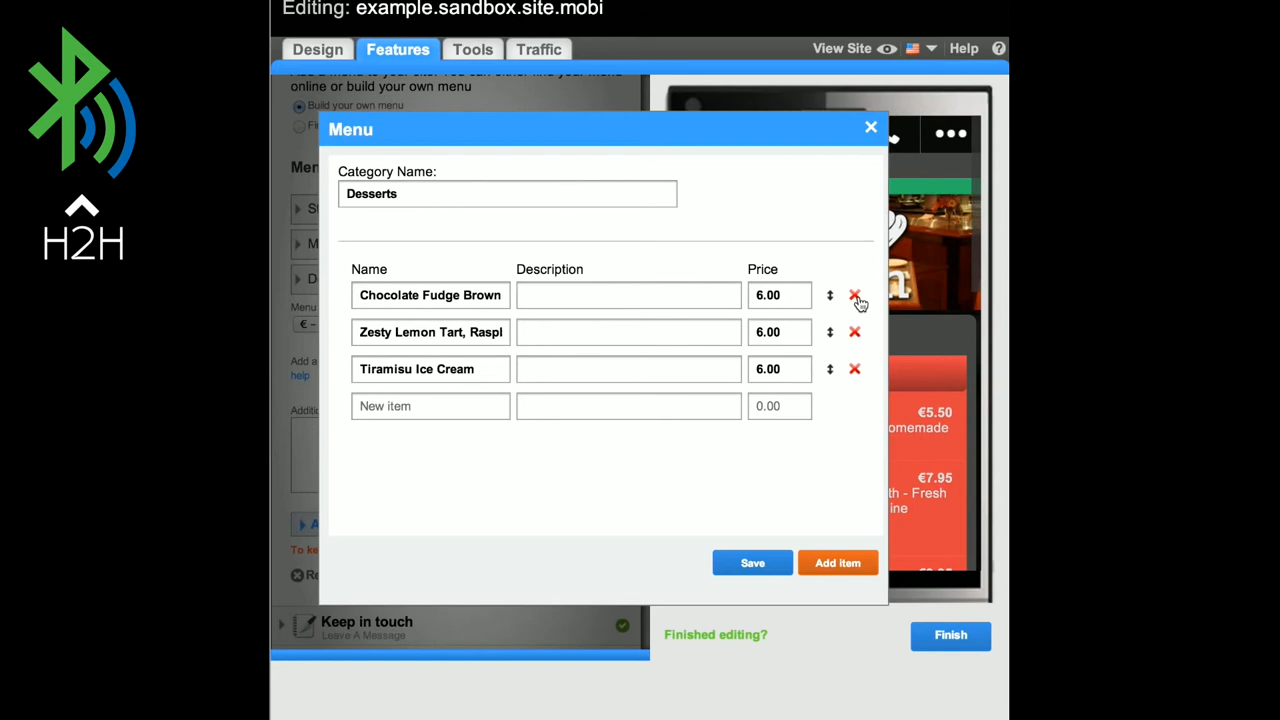 Editing: example.sandbox.site.mobi
Design Features Tools Traffic View Site Help ?
online or build your own menu
Build your own menu
Menu
Category Name:
Desserts
Name Description Price
Chocolate Fudge Brown 6.00
Zesty Lemon Tart, Raspl 6.00
Tiramisu Ice Cream 6.00
New item 0.00
Save Add item
Menu
€ –
Add a
help
Keep in touch
Leave A Message
€5.50
omemade
€7.95
th - Fresh
ine
Finished editing? Finish
H2H